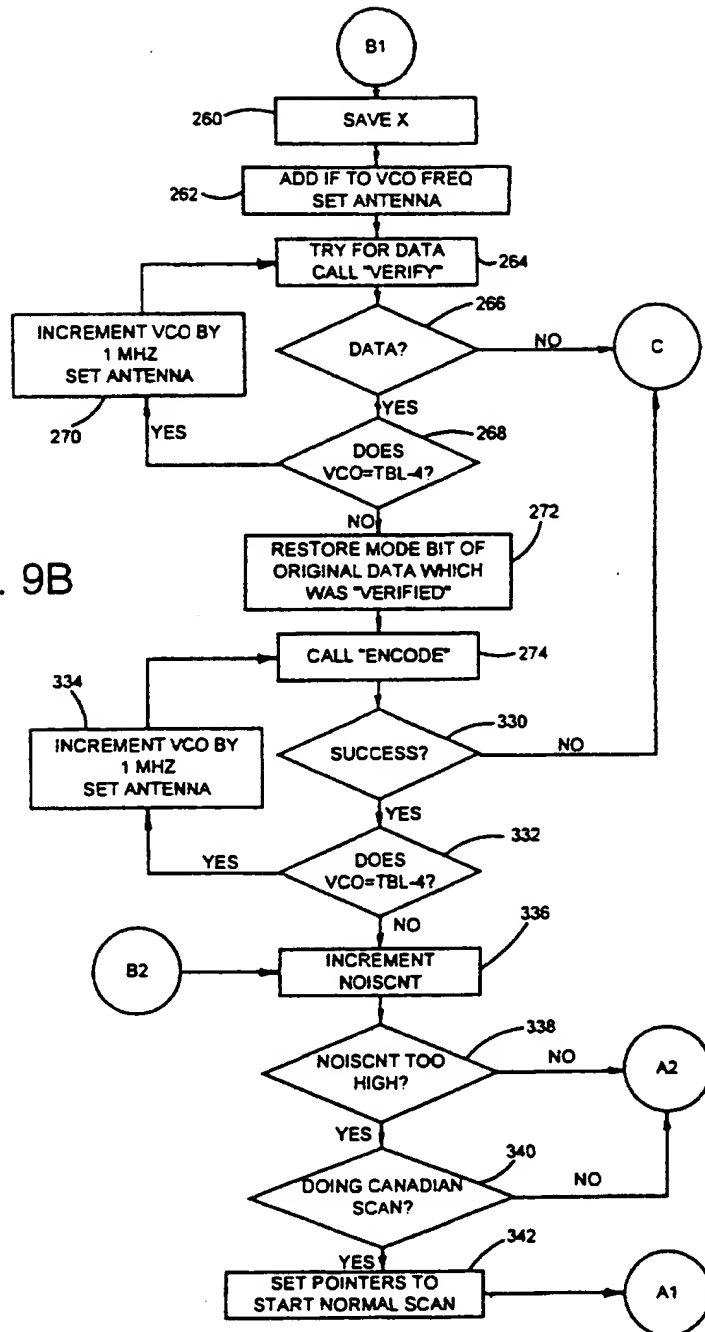 B1
260
SAVE X
262
ADD IF TO VCO FREQ
SET ANTENNA
TRY FOR DATA
CALL "VERIFY"
264
266
INCREMENT VCO BY
1 MHZ
SET ANTENNA
270
DATA?
NO
C
YES
YES
268
DOES
VCO=TBL-4?
NO
272
RESTORE MODE BIT OF
ORIGINAL DATA WHICH
WAS "VERIFIED"
. 9B
CALL "ENCODE"
274
334
INCREMENT VCO BY
1 MHZ
SET ANTENNA
330
SUCCESS?
NO
YES
332
YES
DOES
VCO=TBL-4?
NO
336
B2
INCREMENT
NOISCNT
338
NOISCNT TOO
HIGH?
NO
A2
YES
340
DOING CANADIAN
SCAN?
NO
YES
342
SET POINTERS TO
START NORMAL SCAN
A1